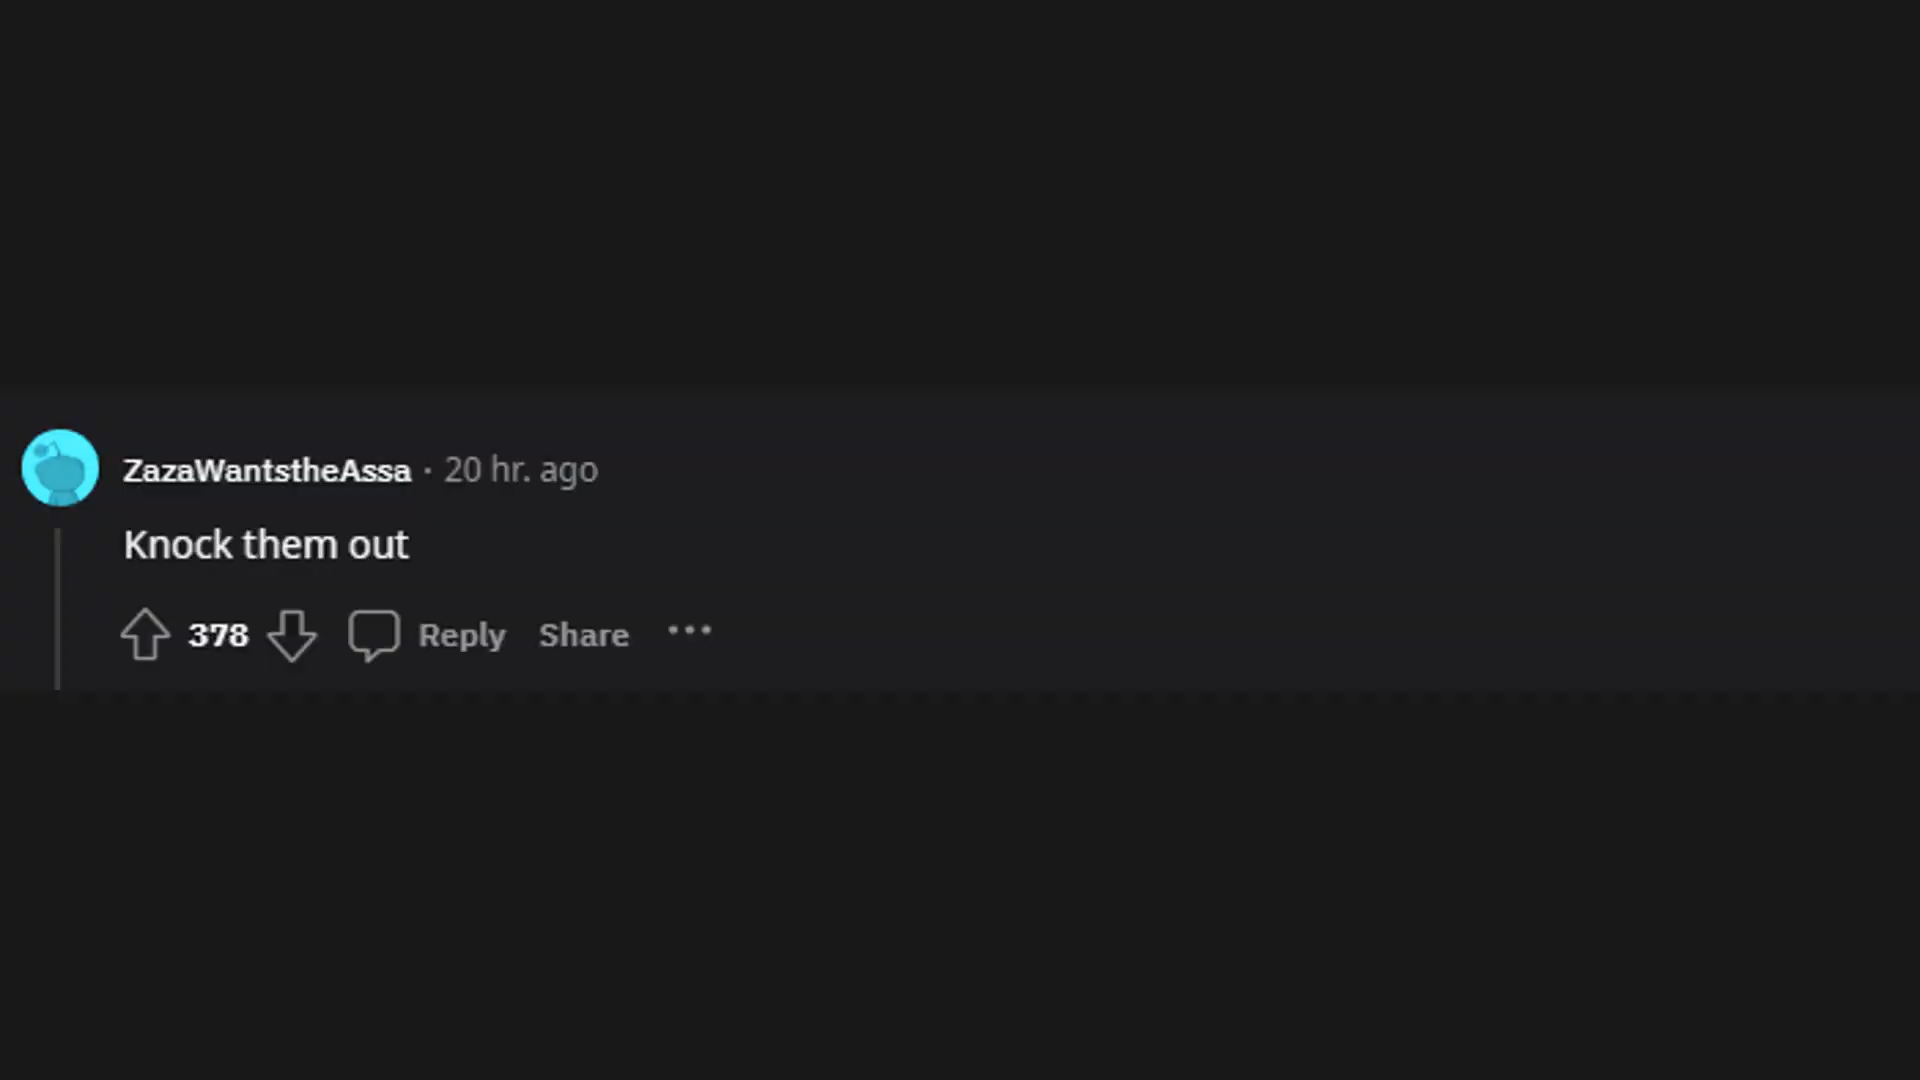 ZazaWantstheAssa · 20 hr. ago
Knock them out
378 Reply Share ···